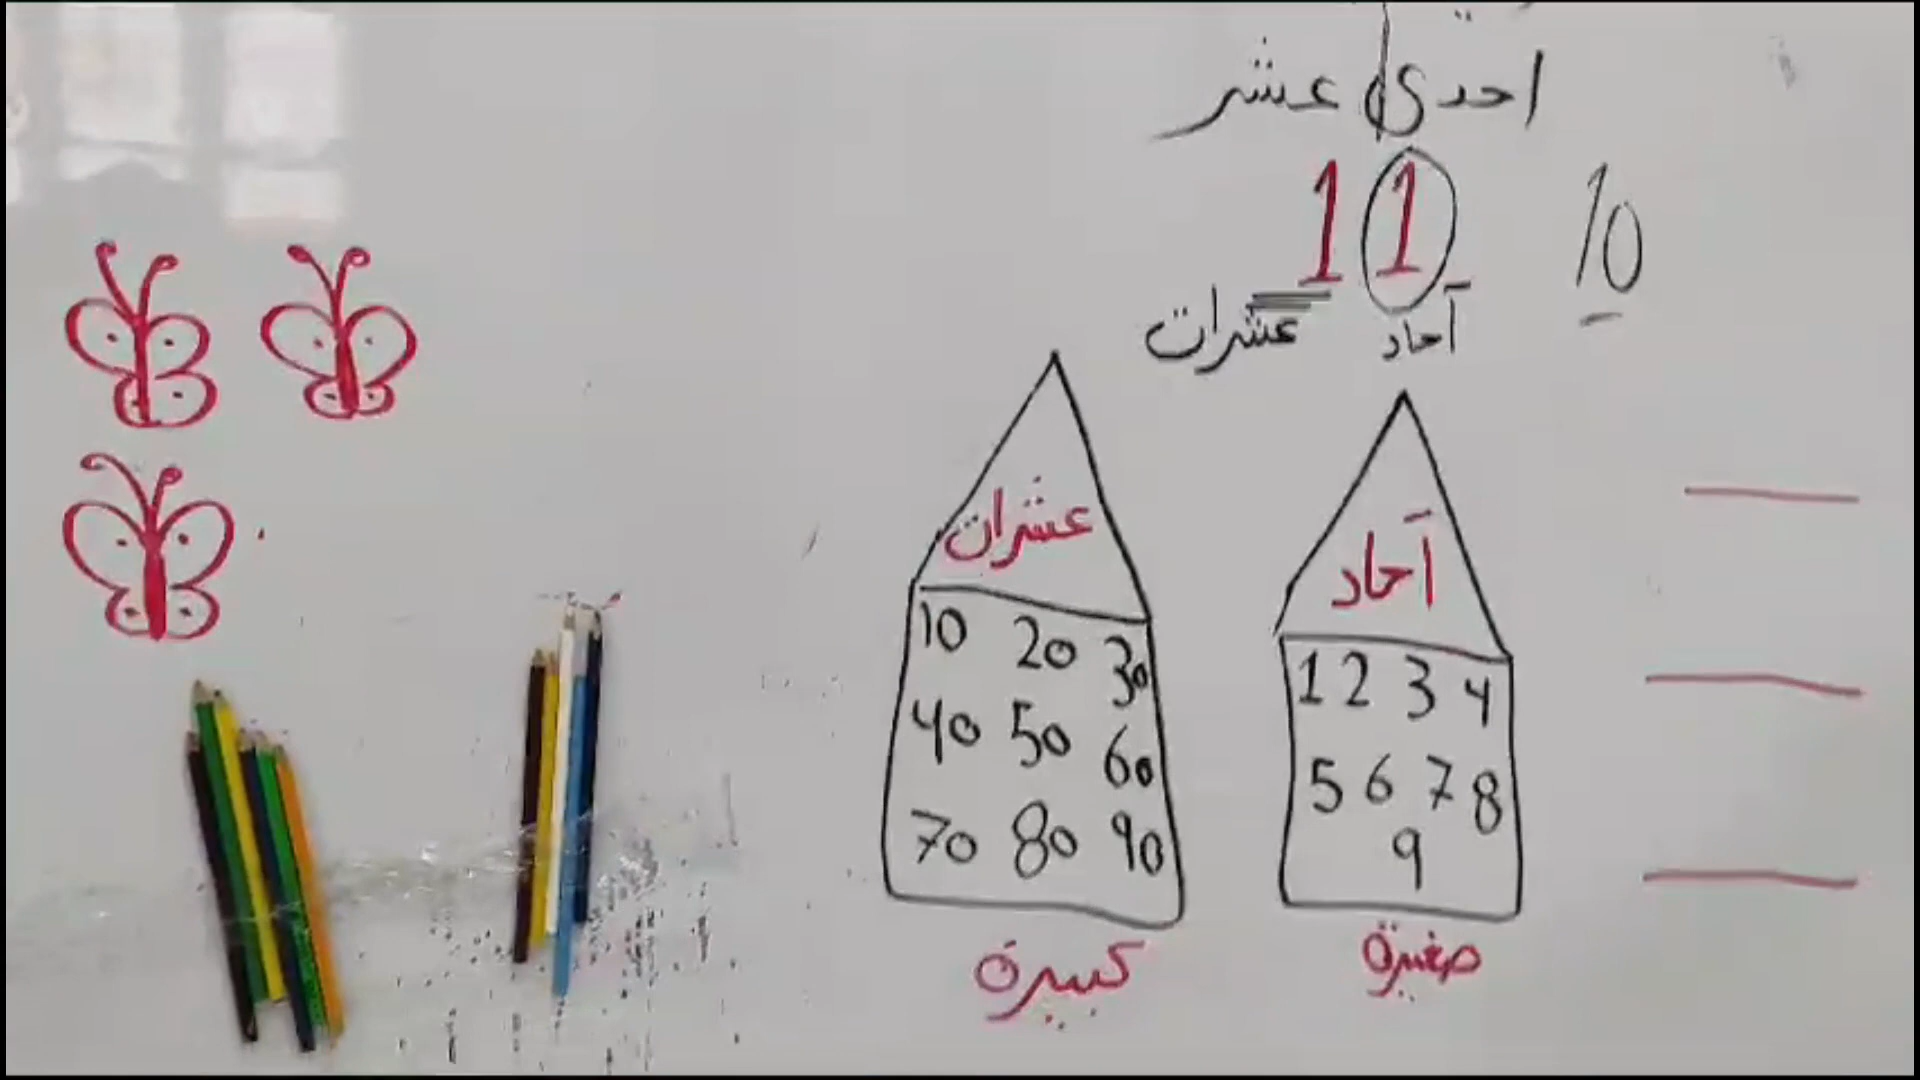 احدى عشر
11 10
عشرات آحاد
عشرات
10 20 30
40 50 60
70 80 90
كبيرة
آحاد
1 2 3 4
5 6 7 8
9
صغيرة